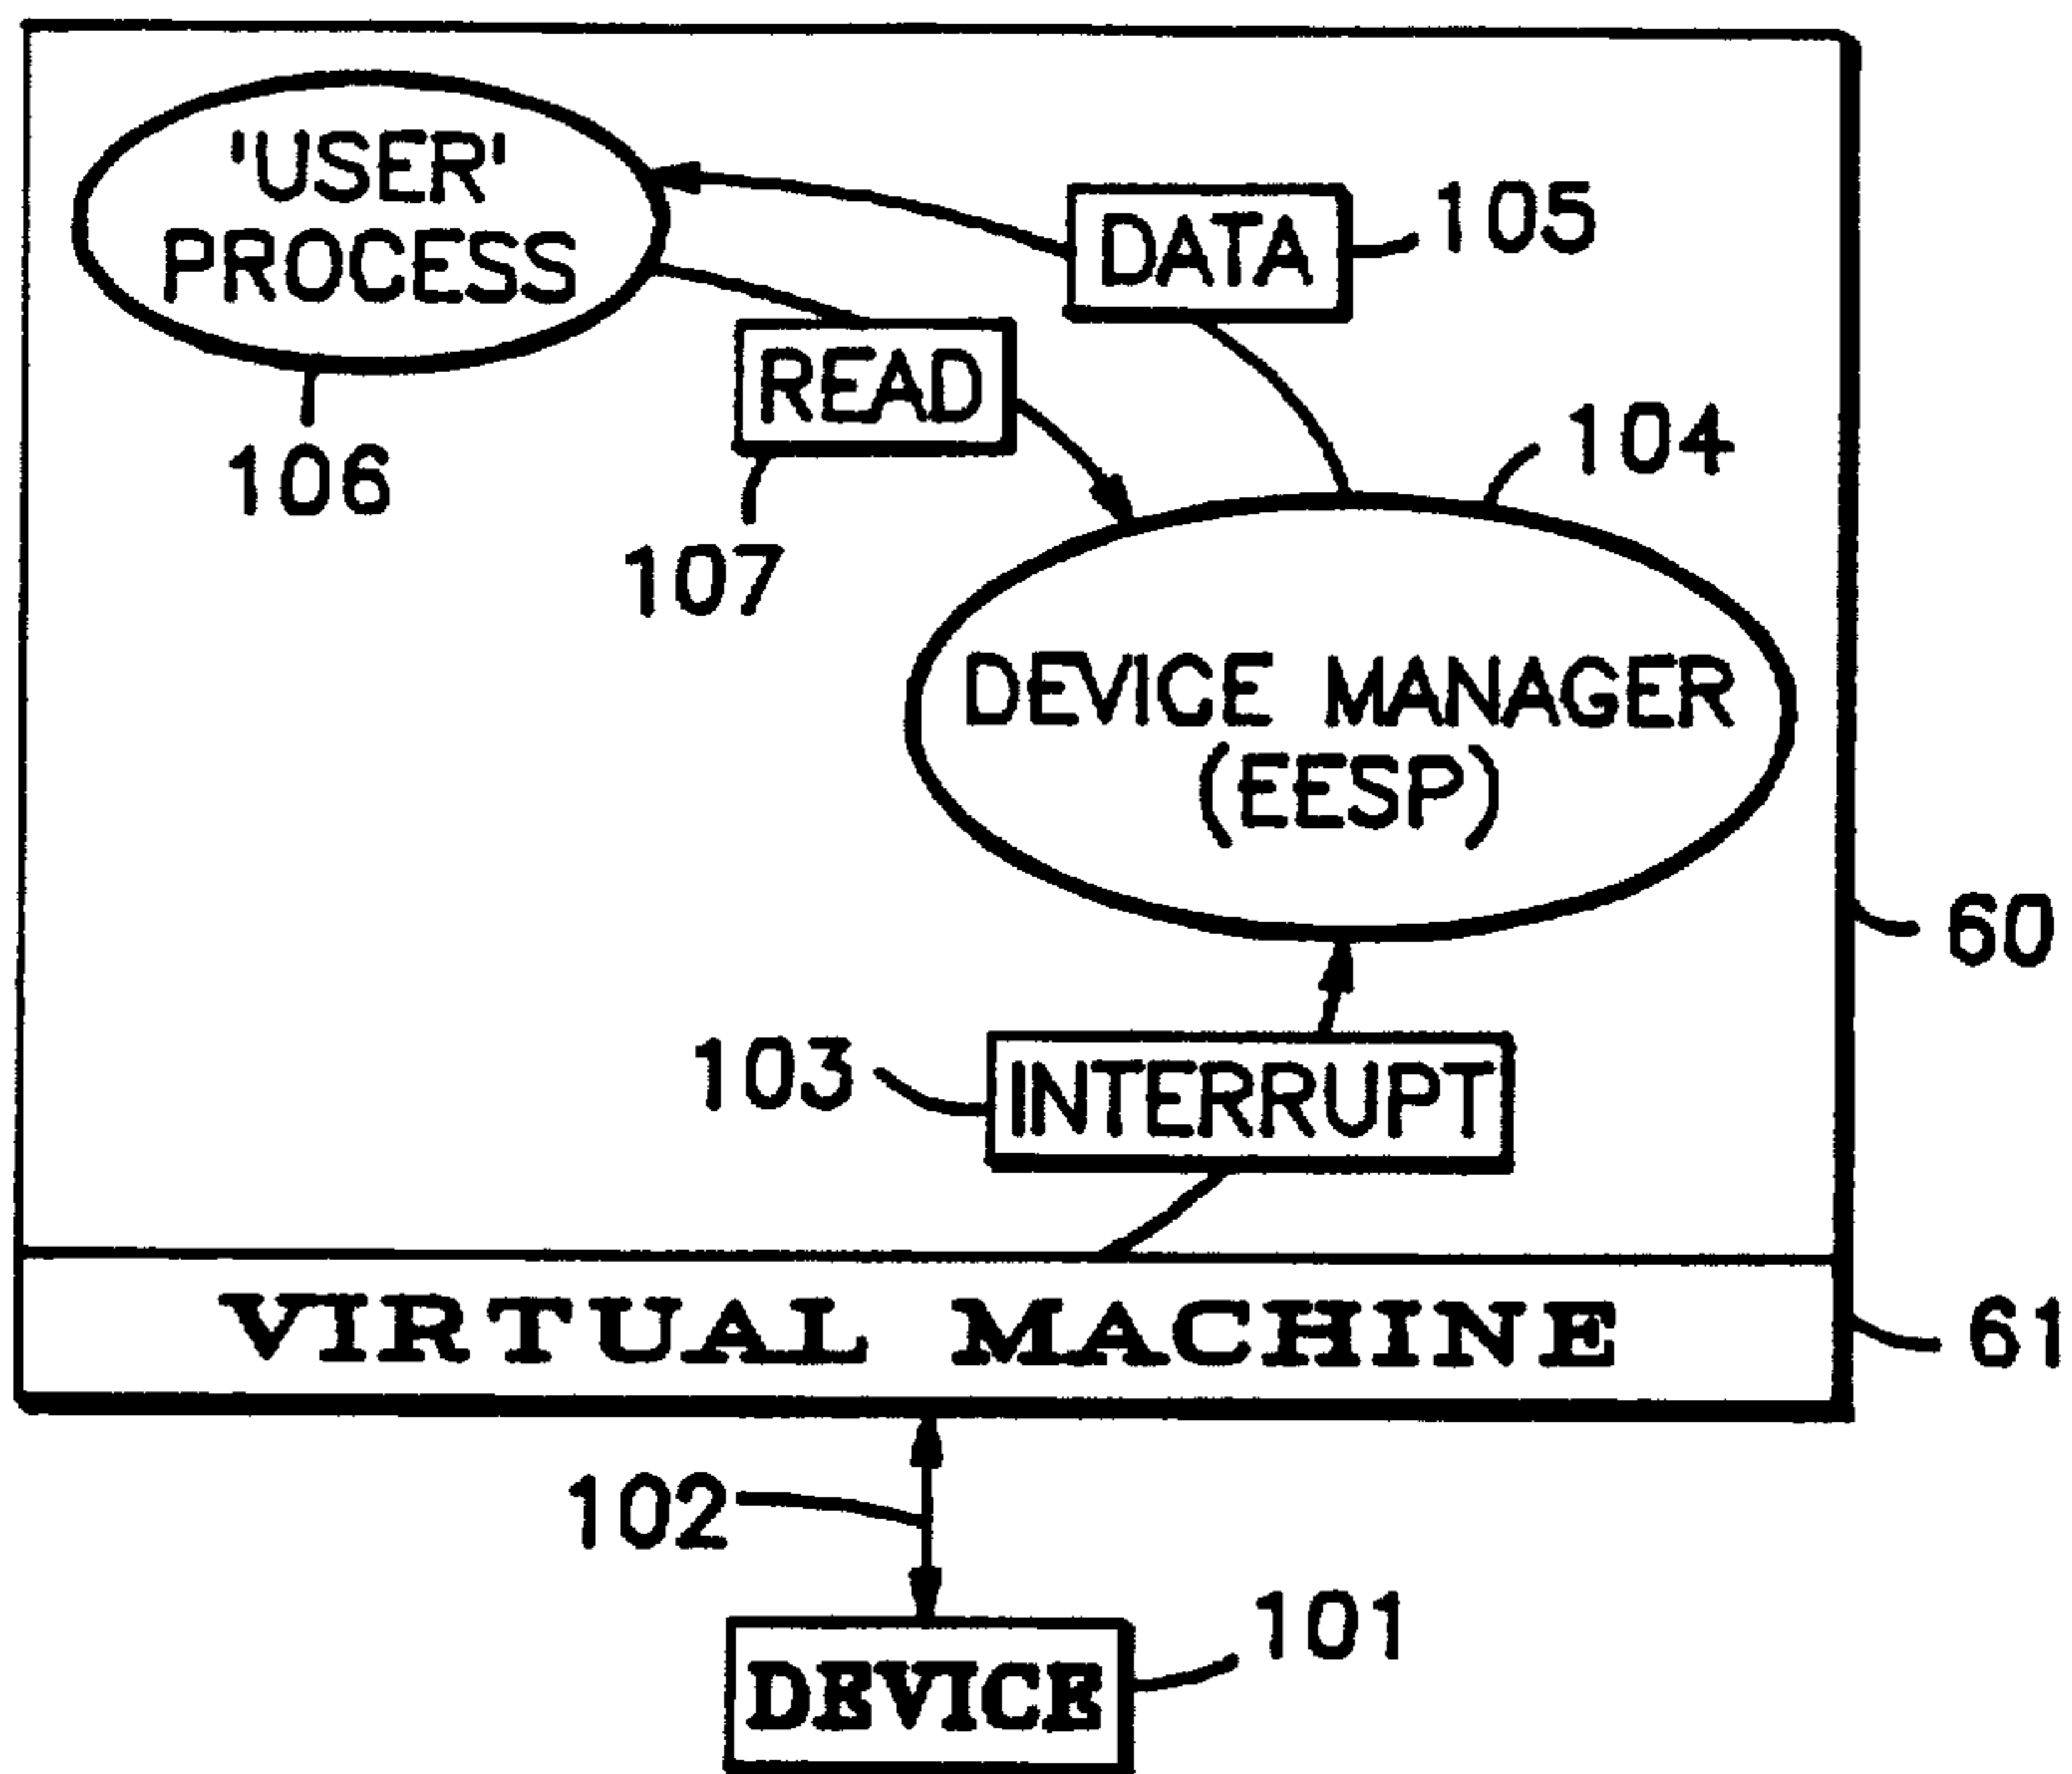 'USER'
PROCESS
DATA
105
READ
104
106
107
DEVICE MANAGER
(EESP)
60
103
INTERRUPT
VIRTUAL MACHINE
61
102
101
DEVICE